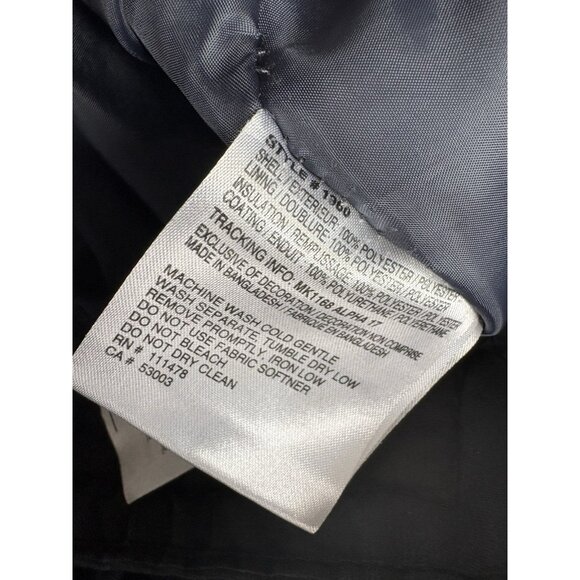 STYLE # 1360
SHELL / EXTERIEUR, 100% POLYESTER / POLYESTER
LINING / DOUBLURE: 100% POLYESTER / POLYESTER
INSULATION / REMPLISSAGE: 100% POLYESTER / POLYESTER
COATING / ENDUIT: 100% POLYURETHANE / POLYURETHANE
TRACKING INFO: MK1168 ALPHA 17
EXCLUSIVE OF DECORATION / DECORATION NON COMPRISE
MADE IN BANGLADESH / FABRIQUE EN BANGLADESH
MACHINE WASH COLD GENTLE
WASH SEPARATE, TUMBLE DRY LOW
REMOVE PROMPTLY, IRON LOW
DO NOT USE FABRIC SOFTNER
DO NOT BLEACH
DO NOT DRY CLEAN
RN # 111478
CA # 53003